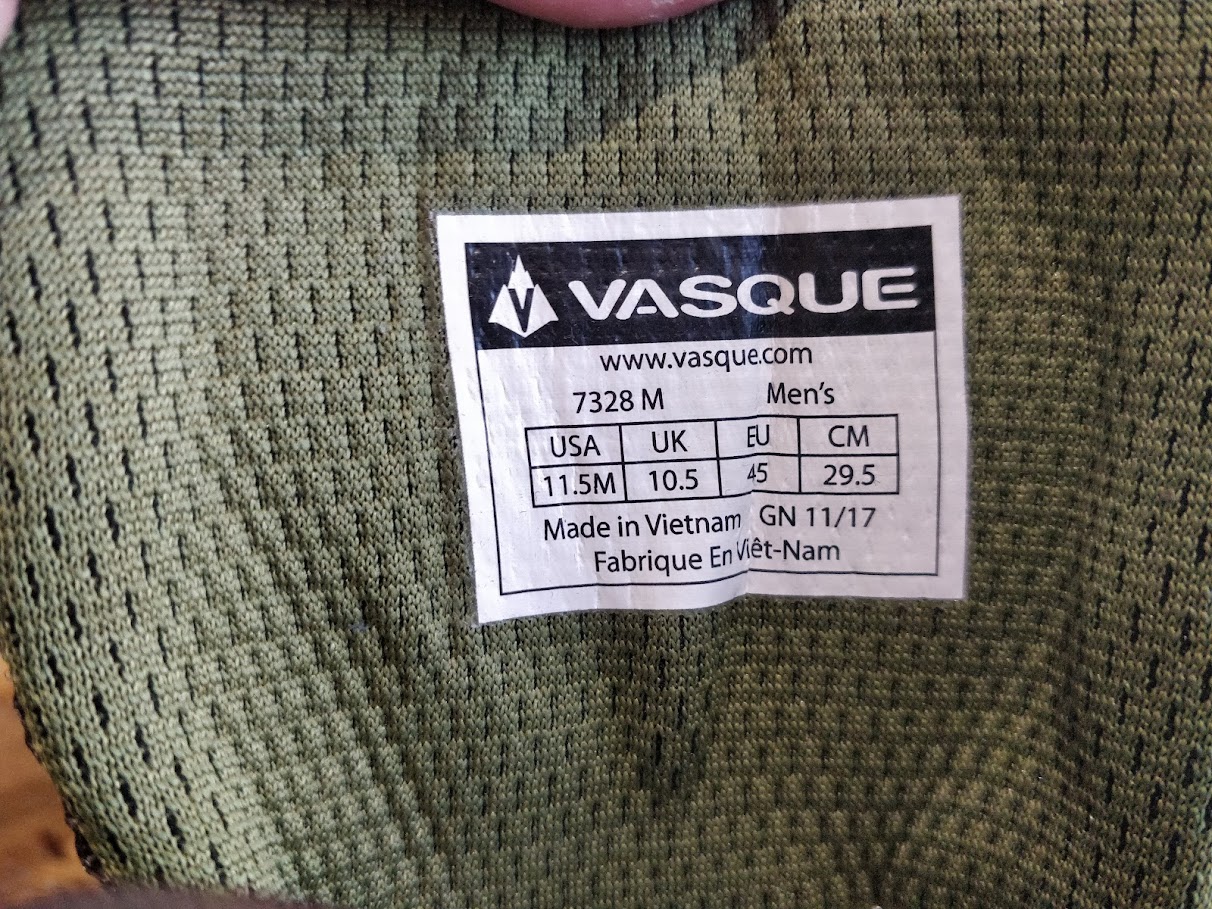 VASQUE
www.vasque.com
7328 M Men's
USA UK EU CM
11.5M 10.5 45 29.5
Made in Vietnam GN 11/17
Fabrique En Viêt-Nam